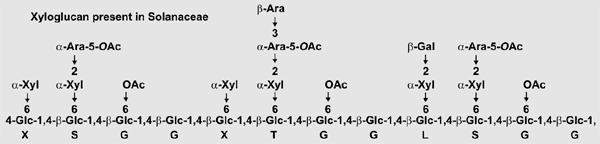 Xyloglucan present in Solanaceae β-Ara
3
α-Ara-5-OAc α-Ara-5-OAc β-Gal α-Ara-5-OAc
2 2 2 2
α-Xyl α-Xyl OAc α-Xyl α-Xyl OAc α-Xyl α-Xyl OAc
6 6 6 6 6 6 6 6 6
4-Glc-1,4-β-Glc-1,4-β-Glc-1,4-β-Glc-1,4-β-Glc-1,4-β-Glc-1,4-β-Glc-1,4-β-Glc-1,4-β-Glc-1,4-β-Glc-1,4-β-Glc-1,4-β-Glc-1,
X S G G X T G G L S G G